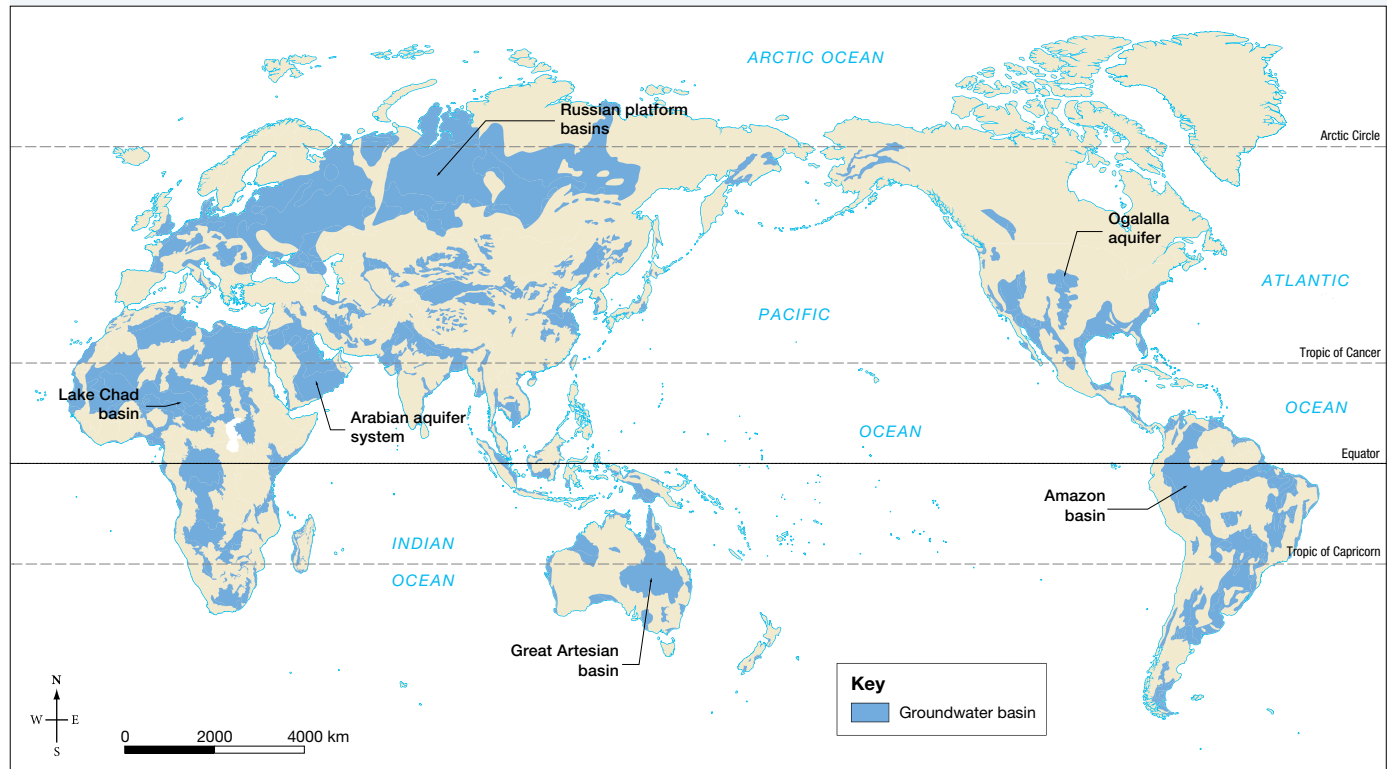 ARCTIC OCEAN
Russian platform
basins
Arctic Circle
Ogalalla
aquifer
ATLANTIC
PACIFIC
Tropic of Cancer
Lake Chad
basin
Arabian aquifer
system
OCEAN
OCEAN
Equator
Amazon
basin
INDIAN
OCEAN
Tropic of Capricorn
Great Artesian
basin
Key
Groundwater basin
N
W
E
S
0
2000
4000 km